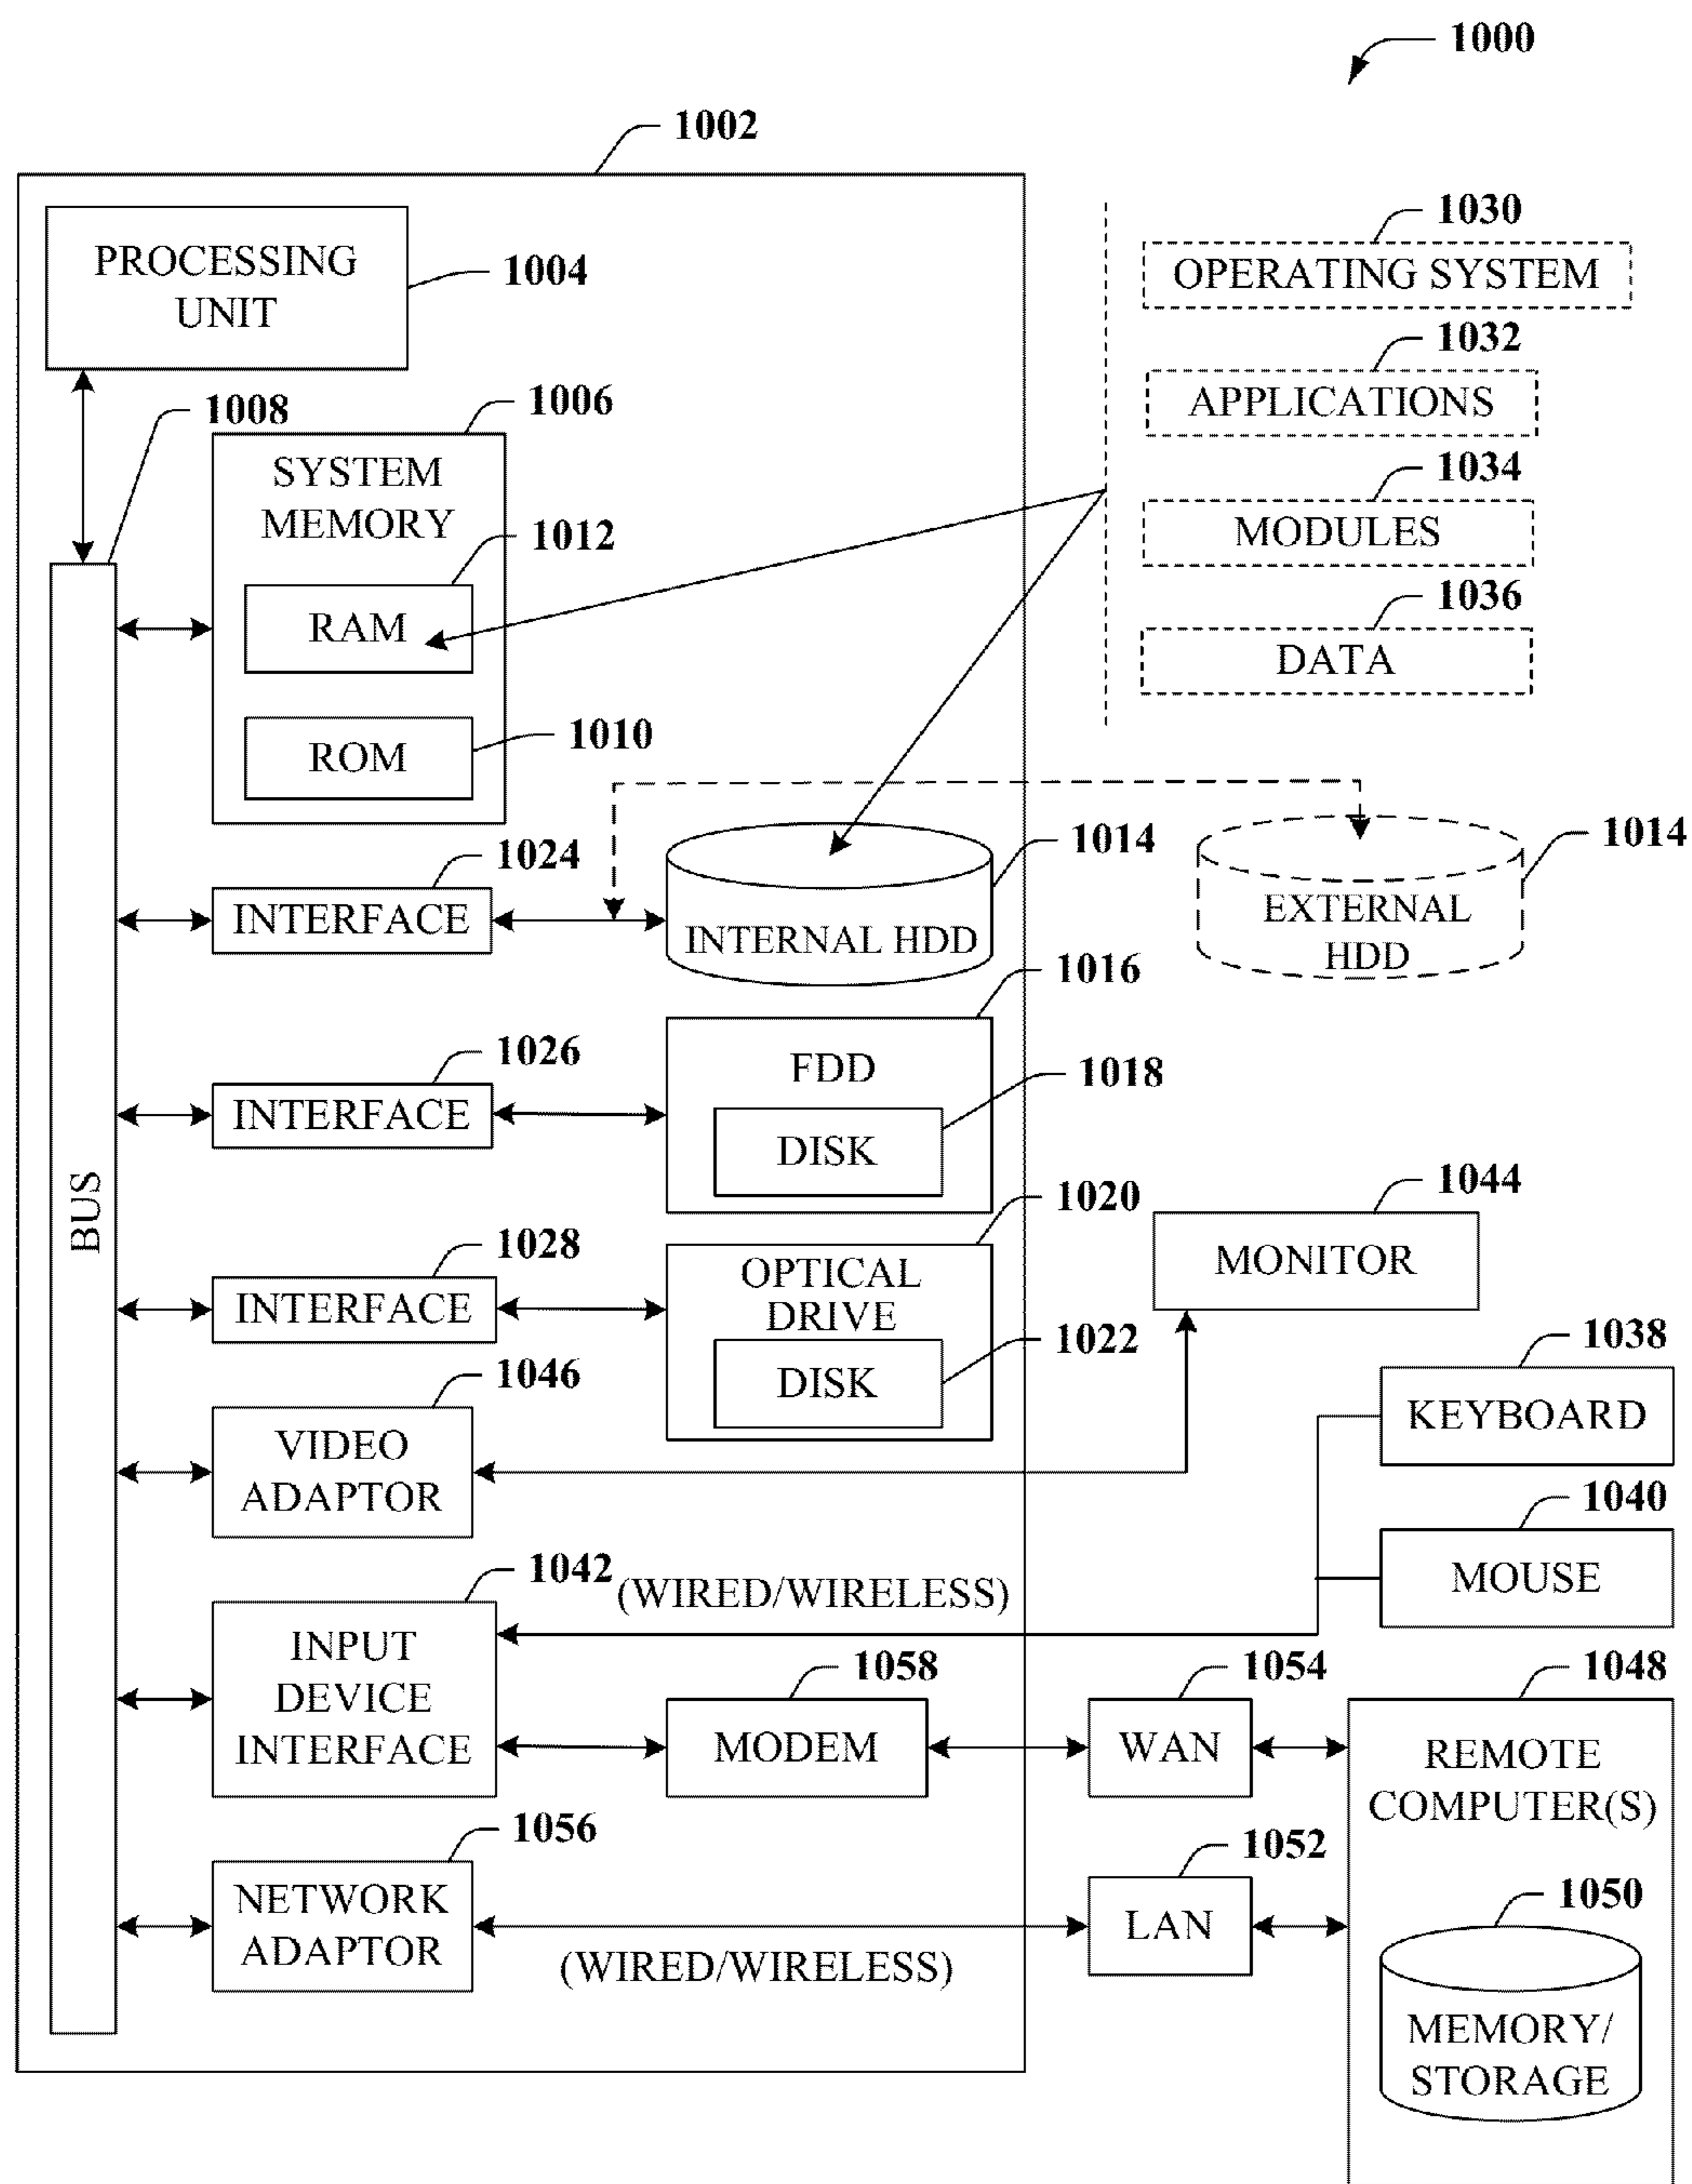 1000
1002
PROCESSING
UNIT
1004
1030
OPERATING SYSTEM
1032
APPLICATIONS
1034
MODULES
1036
DATA
1008
1006
SYSTEM
MEMORY
1012
RAM
1010
ROM
BUS
1024
INTERFACE
1014
INTERNAL HDD
1014
EXTERNAL
HDD
1026
INTERFACE
1016
FDD
1018
DISK
1028
INTERFACE
1020
OPTICAL
DRIVE
1022
DISK
1044
MONITOR
1046
VIDEO
ADAPTOR
1038
KEYBOARD
1040
MOUSE
1042
(WIRED/WIRELESS)
INPUT
DEVICE
INTERFACE
1058
MODEM
1054
WAN
1048
REMOTE
COMPUTER(S)
1056
NETWORK
ADAPTOR
(WIRED/WIRELESS)
1052
LAN
1050
MEMORY/
STORAGE